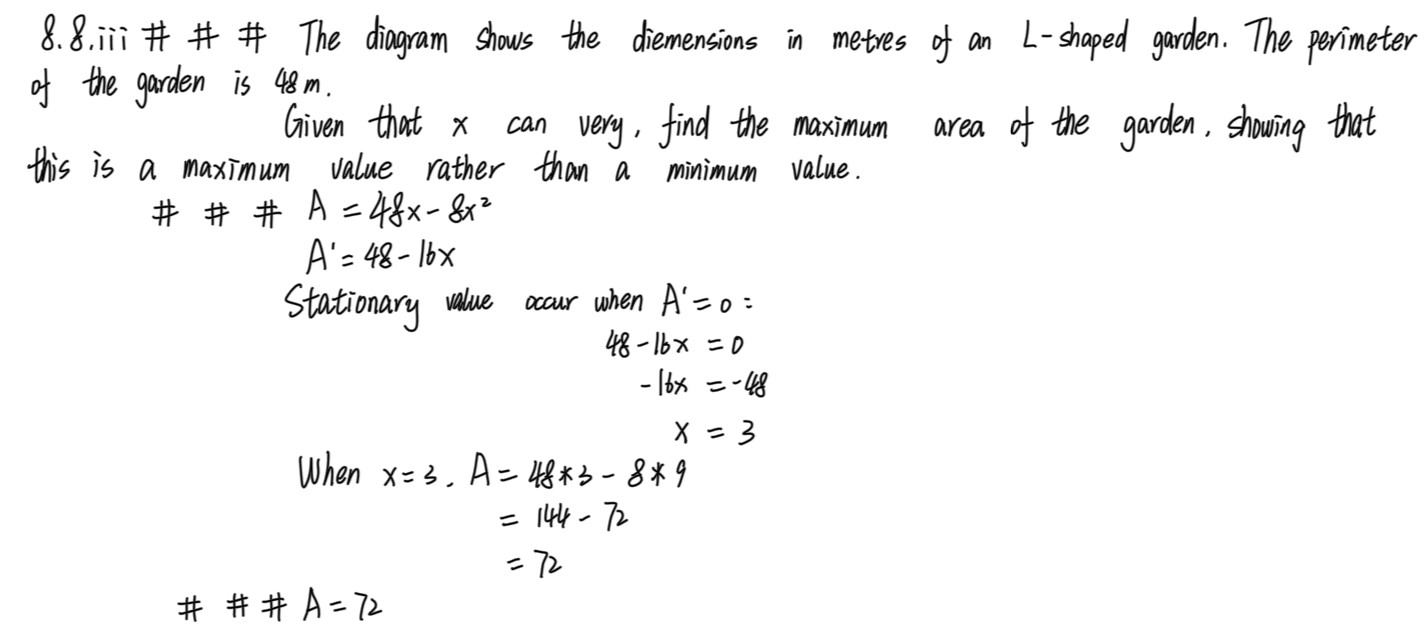 8.8.iii # # # The diagram shows the diemensions in metres of an L-shaped garden. The perimeter
of the garden is 48 m.
Given that x can very, find the maximum area of the garden, showing that
this is a maximum value rather than a minimum value.
# # # A = 48x - 8x²
A' = 48 - 16x
Stationary value occur when A' = 0 :
48 - 16x = 0
-16x = -48
x = 3
When x = 3, A = 48*3 - 8*9
= 144 - 72
= 72
# # # A = 72